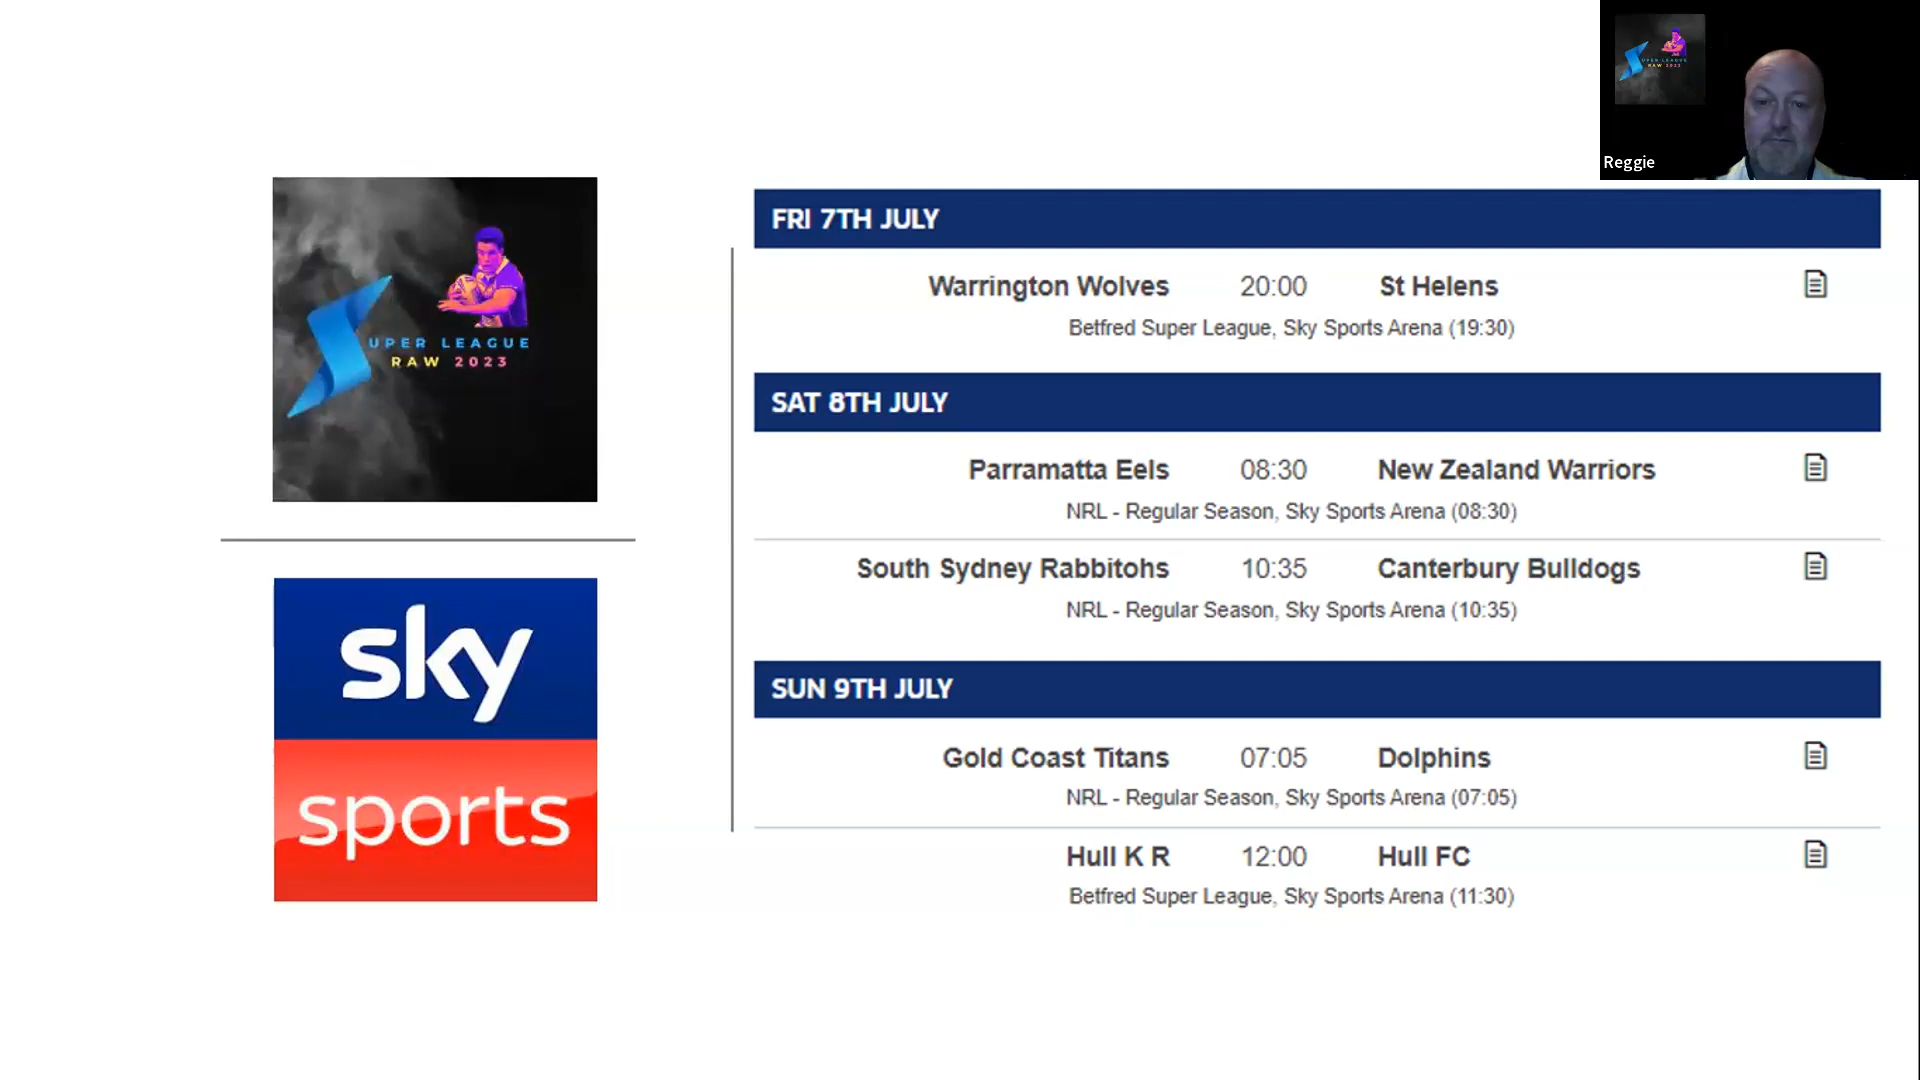 UPER LEAGUE
RAW 2023
Reggie
UPER LEAGUE
RAW 2023
sky
sports
FRI 7TH JULY
Warrington Wolves 20:00 St Helens
Betfred Super League, Sky Sports Arena (19:30)
SAT 8TH JULY
Parramatta Eels 08:30 New Zealand Warriors
NRL - Regular Season, Sky Sports Arena (08:30)
South Sydney Rabbitohs 10:35 Canterbury Bulldogs
NRL - Regular Season, Sky Sports Arena (10:35)
SUN 9TH JULY
Gold Coast Titans 07:05 Dolphins
NRL - Regular Season, Sky Sports Arena (07:05)
Hull K R 12:00 Hull FC
Betfred Super League, Sky Sports Arena (11:30)